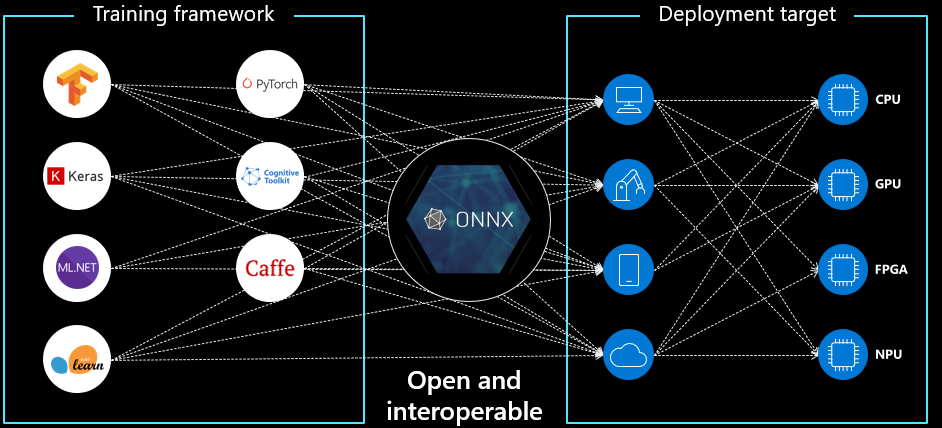 Training framework
Deployment target
PyTorch
K Keras
Cognitive
Toolkit
ML.NET
Caffe
learn
ONNX
CPU
GPU
FPGA
NPU
Open and
interoperable